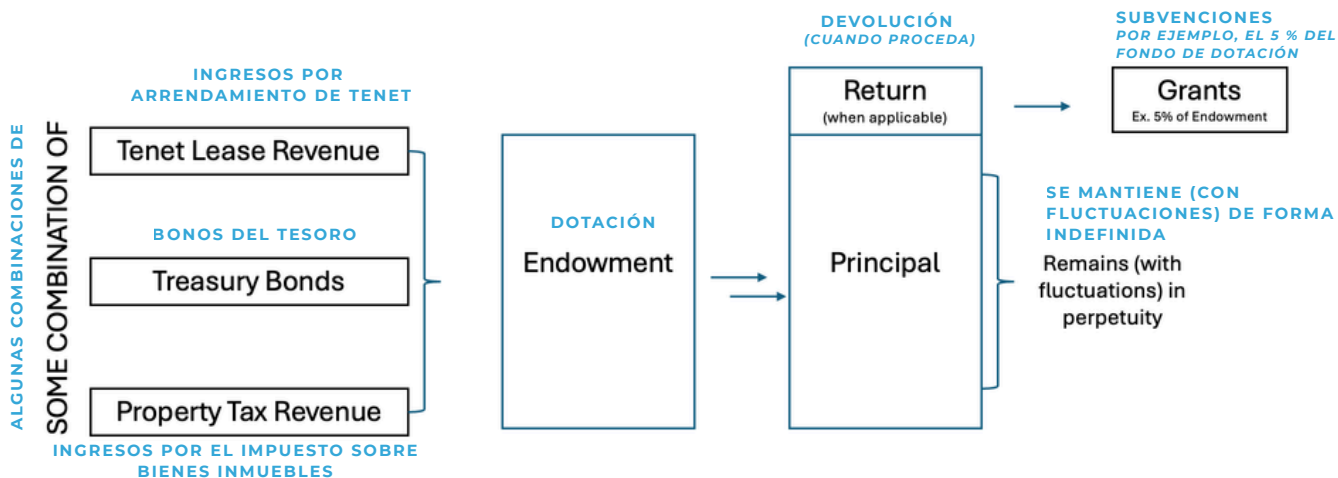 ALGUNAS COMBINACIONES DE
SOME COMBINATION OF
INGRESOS POR
ARRENDAMIENTO DE TENET
Tenet Lease Revenue
BONOS DEL TESORO
Treasury Bonds
Property Tax Revenue
INGRESOS POR EL IMPUESTO SOBRE
BIENES INMUEBLES
DOTACIÓN
Endowment
DEVOLUCIÓN
(CUANDO PROCEDA)
Return
(when applicable)
Principal
SUBVENCIONES
POR EJEMPLO, EL 5 % DEL
FONDO DE DOTACIÓN
Grants
Ex. 5% of Endowment
SE MANTIENE (CON
FLUCTUACIONES) DE FORMA
INDEFINIDA
Remains (with
fluctuations) in
perpetuity